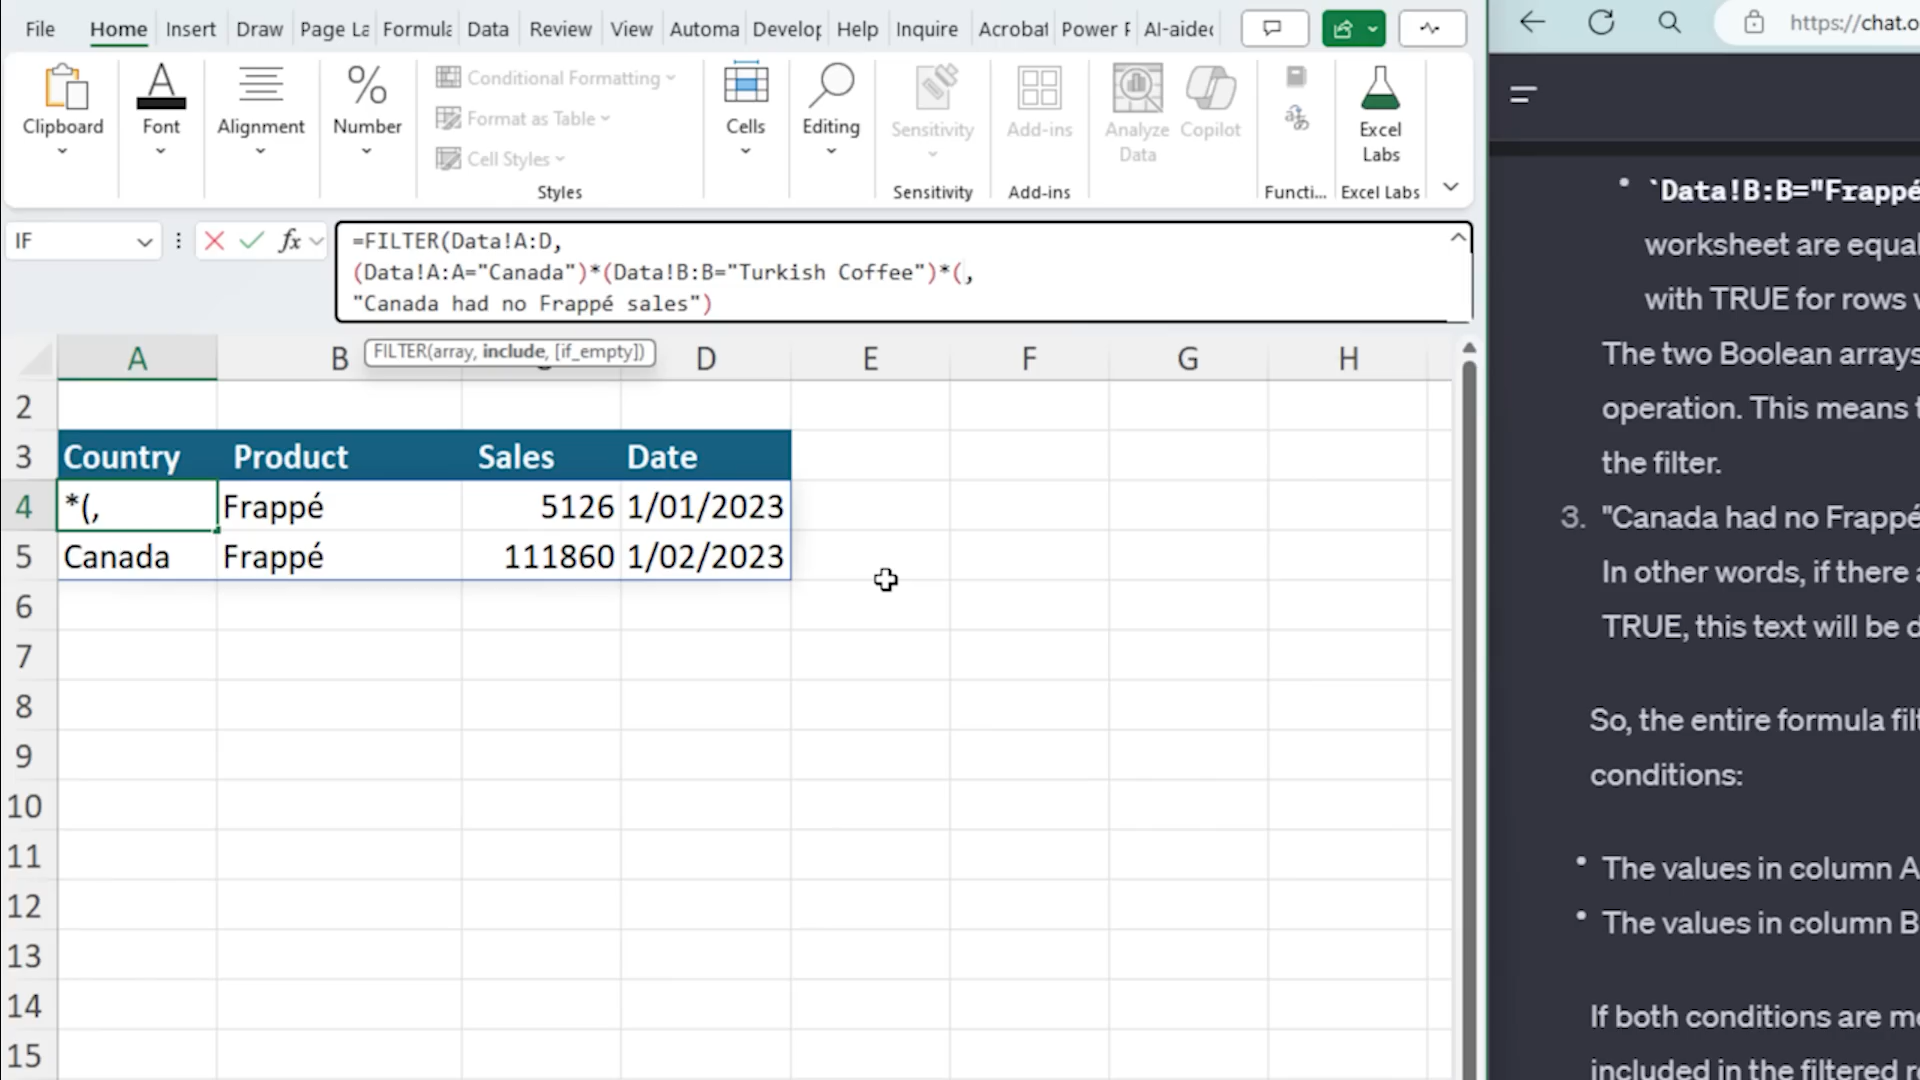 File Home Insert Draw Page La Formula Data Review View Automa Develop Help Inquire Acrobat Power AI-aided
Clipboard
Font
Alignment
%
Number
Conditional Formatting
Format as Table
Cell Styles
Styles
Cells
Editing
Sensitivity
Sensitivity
Add-ins
Add-ins
Analyze
Data
Copilot
Functi...
Excel
Labs
Excel Labs
IF
fx
=FILTER(Data!A:D,
(Data!A:A="Canada")*(Data!B:B="Turkish Coffee")*(,
"Canada had no Frappé sales")
FILTER(array, include, [if_empty])
A B D E F G H
2
3 Country Product Sales Date
4 *(, Frappé 5126 1/01/2023
5 Canada Frappé 111860 1/02/2023
6
7
8
9
10
11
12
13
14
15
https://chat.o
• `Data!B:B="Frappé
worksheet are equal
with TRUE for rows
The two Boolean arrays
operation. This means
the filter.
3. "Canada had no Frappé
In other words, if there
TRUE, this text will be
So, the entire formula filt
conditions:
• The values in column A
• The values in column B
If both conditions are me
included in the filtered